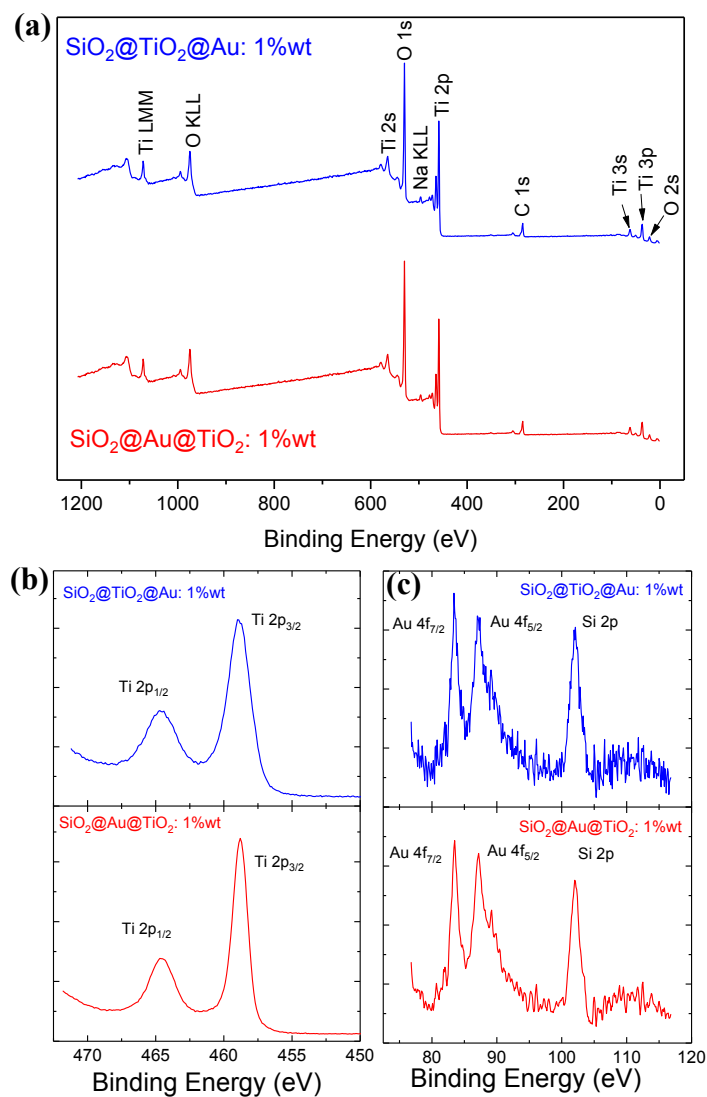 (a)
SiO₂@TiO₂@Au: 1%wt
Ti LMM
O KLL
Ti 2s
O 1s
Na KLL
Ti 2p
C 1s
Ti 3s
Ti 3p
O 2s
SiO₂@Au@TiO₂: 1%wt
1200 1000 800 600 400 200 0
Binding Energy (eV)
(b)
SiO₂@TiO₂@Au: 1%wt
Ti 2p₃/₂
Ti 2p₁/₂
SiO₂@Au@TiO₂: 1%wt
Ti 2p₃/₂
Ti 2p₁/₂
470 465 460 455 450
Binding Energy (eV)
(c)
SiO₂@TiO₂@Au: 1%wt
Au 4f₇/₂ Au 4f₅/₂ Si 2p
SiO₂@Au@TiO₂: 1%wt
Au 4f₇/₂ Au 4f₅/₂ Si 2p
80 90 100 110 120
Binding Energy (eV)